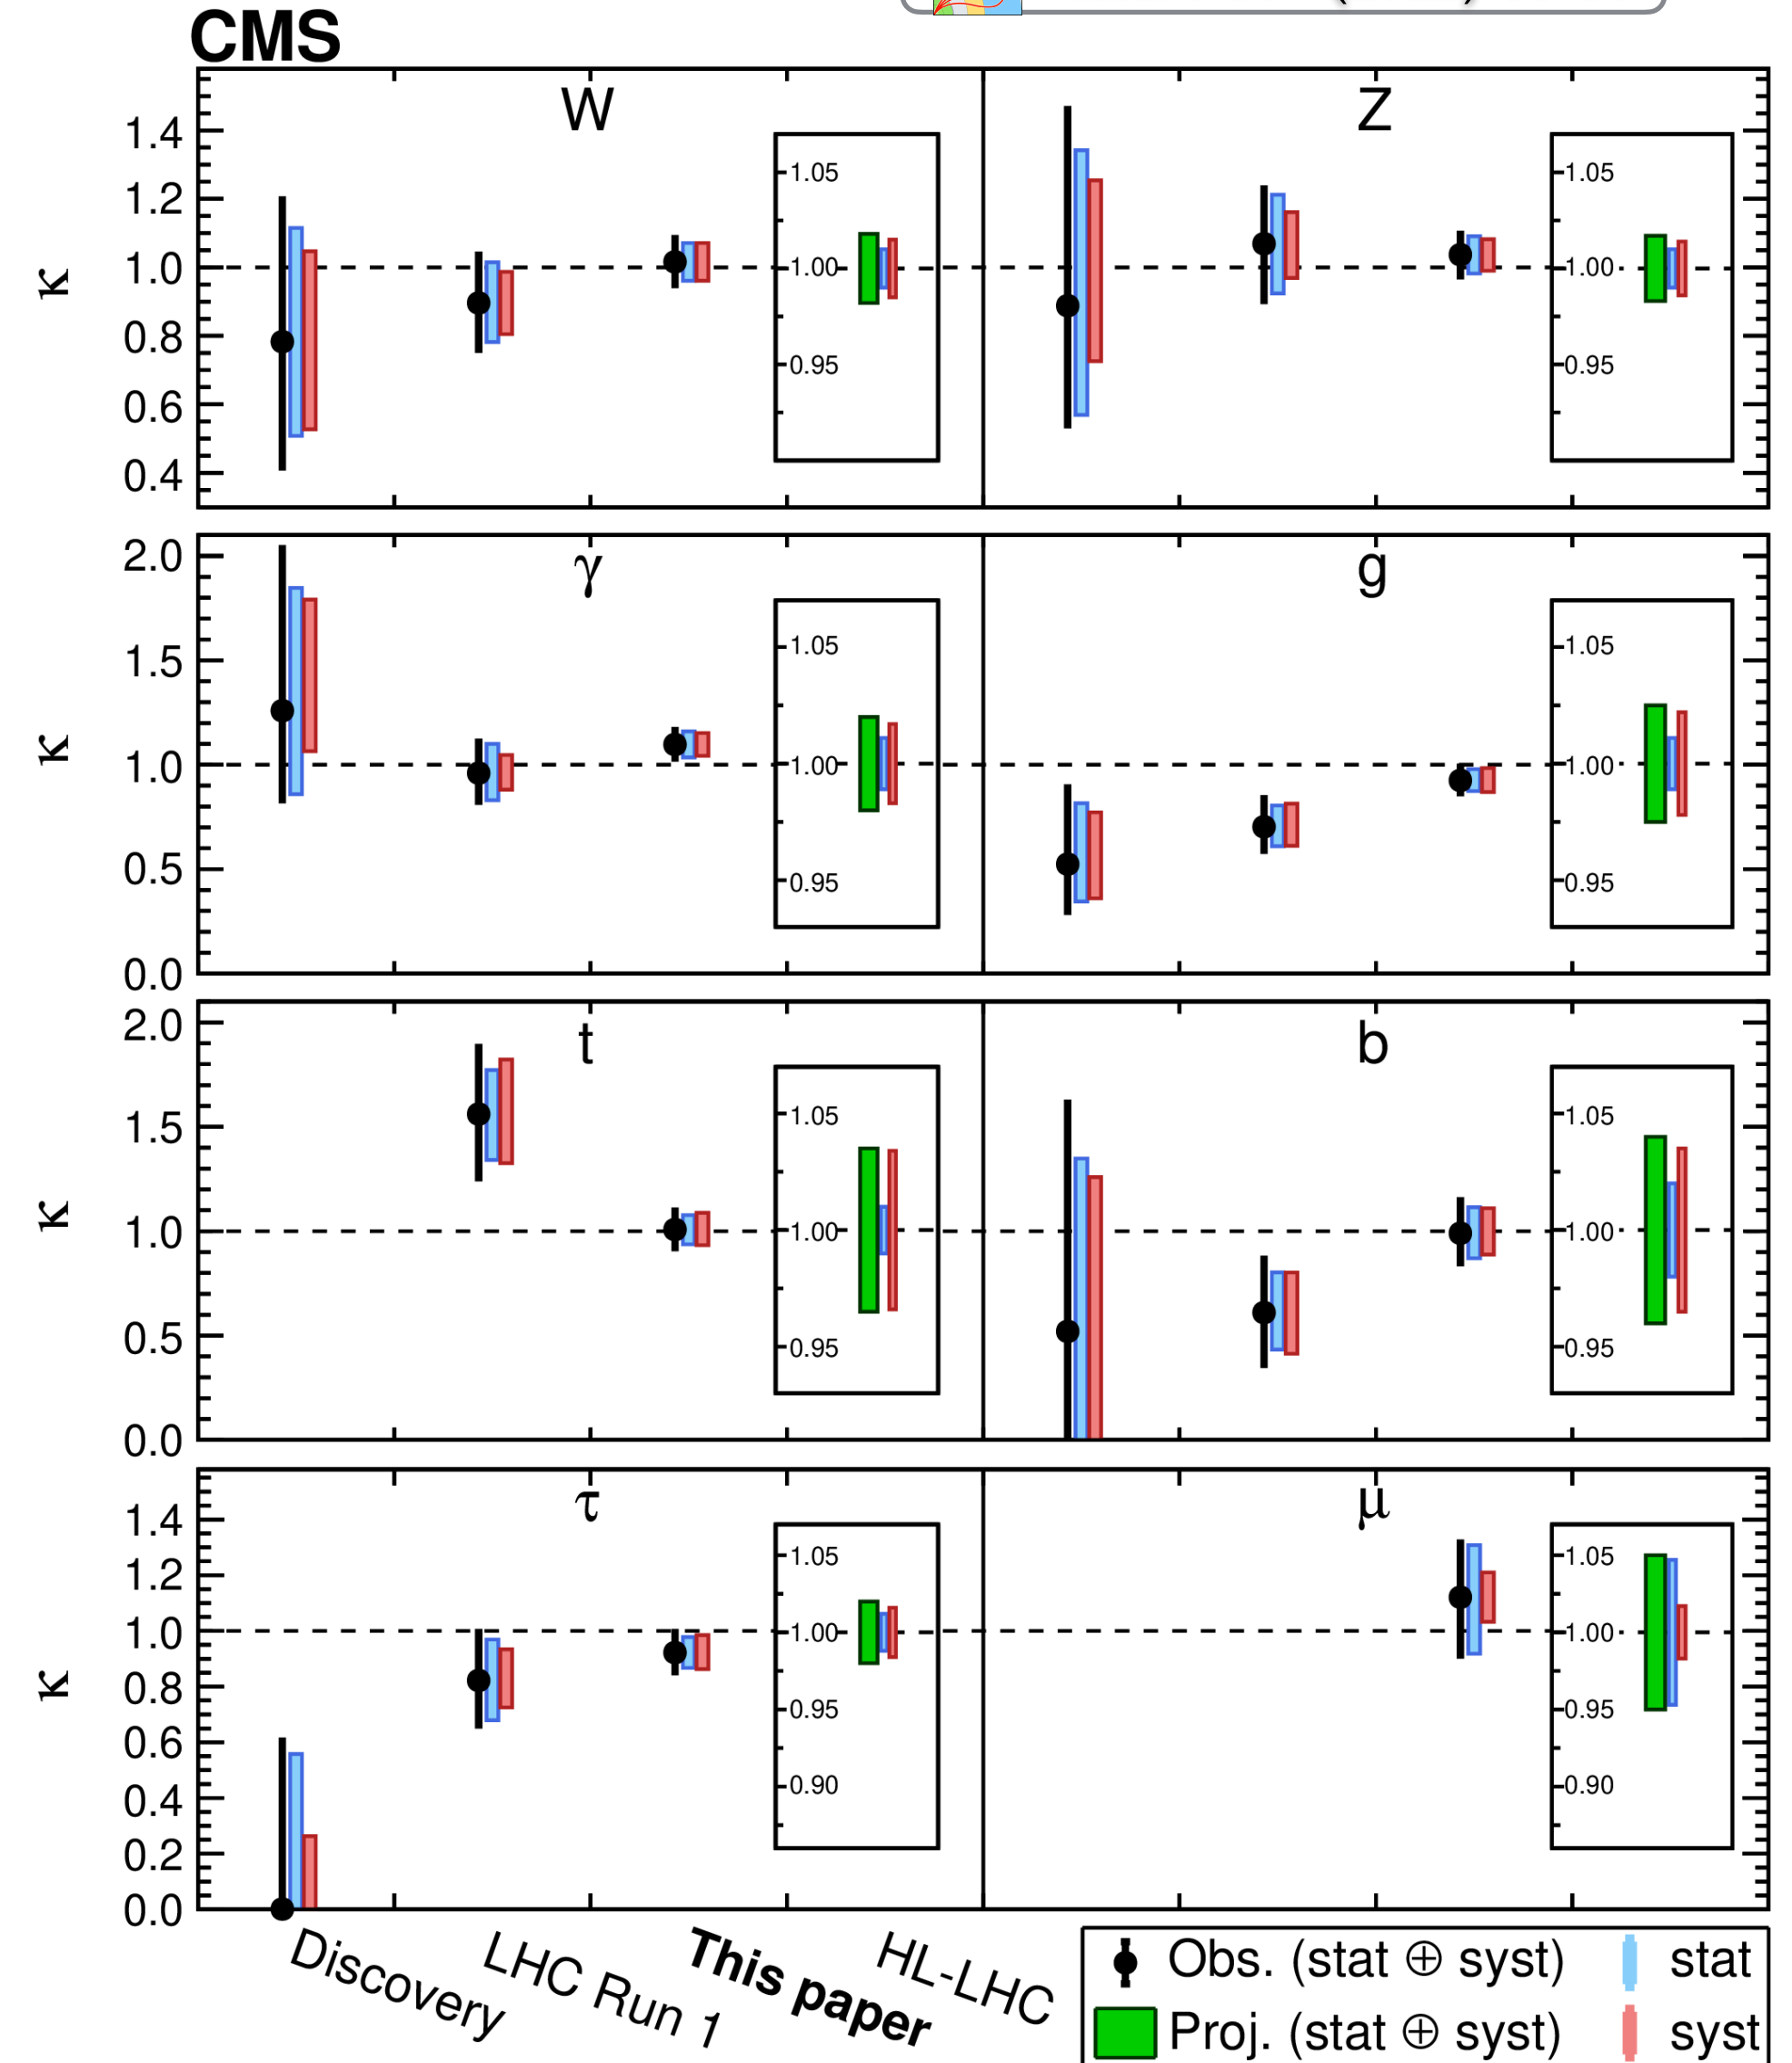 CMS
W
Z
κ
1.4
1.2
1.0
0.8
0.6
0.4
1.05
1.00
0.95
1.05
1.00
0.95
γ
g
κ
2.0
1.5
1.0
0.5
0.0
1.05
1.00
0.95
1.05
1.00
0.95
t
b
κ
2.0
1.5
1.0
0.5
0.0
1.05
1.00
0.95
1.05
1.00
0.95
τ
μ
κ
1.4
1.2
1.0
0.8
0.6
0.4
0.2
0.0
1.05
1.00
0.95
0.90
1.05
1.00
0.95
0.90
Discovery
LHC Run 1
This paper
HL-LHC
Obs. (stat ⊕ syst)
stat
Proj. (stat ⊕ syst)
syst